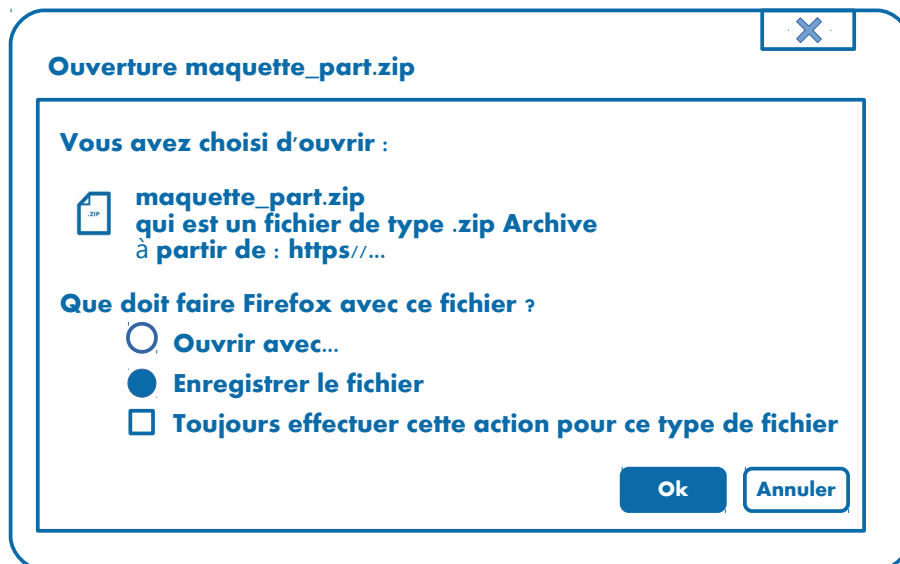 Ouverture maquette_part.zip
Vous avez choisi d'ouvrir :
.ZIP
maquette_part.zip
qui est un fichier de type .zip Archive
à partir de : https//...
Que doit faire Firefox avec ce fichier ?
Ouvrir avec...
Enregistrer le fichier
Toujours effectuer cette action pour ce type de fichier
Ok
Annuler